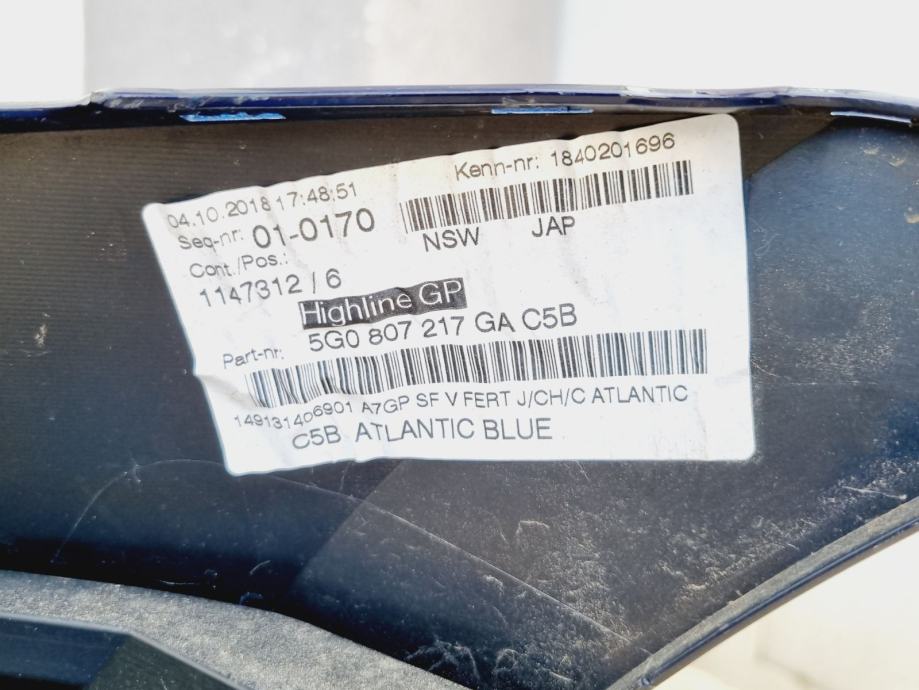 04.10.2018 17:48:51
Kenn-nr: 1840201696
Seq-nr: 01-0170
NSW JAP
Cont./Pos.:
1147312 / 6
Highline GP
Part-nr: 5G0 807 217 GA C5B
149131406901 A7GP SF V FERT J/CH/C ATLANTIC
C5B ATLANTIC BLUE